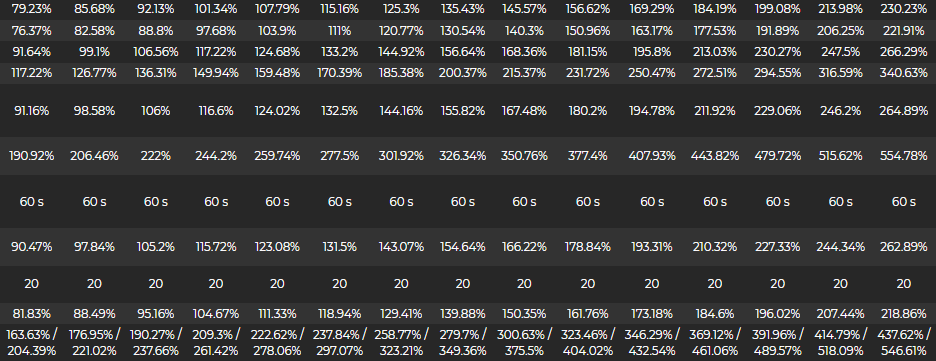 79.23% 85.68% 92.13% 101.34% 107.79% 115.16% 125.3% 135.43% 145.57% 156.62% 169.29% 184.19% 199.08% 213.98% 230.23%
76.37% 82.58% 88.8% 97.68% 103.9% 111% 120.77% 130.54% 140.3% 150.96% 163.17% 177.53% 191.89% 206.25% 221.91%
91.64% 99.1% 106.56% 117.22% 124.68% 133.2% 144.92% 156.64% 168.36% 181.15% 195.8% 213.03% 230.27% 247.5% 266.29%
117.22% 126.77% 136.31% 149.94% 159.48% 170.39% 185.38% 200.37% 215.37% 231.72% 250.47% 272.51% 294.55% 316.59% 340.63%
91.16% 98.58% 106% 116.6% 124.02% 132.5% 144.16% 155.82% 167.48% 180.2% 194.78% 211.92% 229.06% 246.2% 264.89%
190.92% 206.46% 222% 244.2% 259.74% 277.5% 301.92% 326.34% 350.76% 377.4% 407.93% 443.82% 479.72% 515.62% 554.78%
60 s 60 s 60 s 60 s 60 s 60 s 60 s 60 s 60 s 60 s 60 s 60 s 60 s 60 s 60 s
90.47% 97.84% 105.2% 115.72% 123.08% 131.5% 143.07% 154.64% 166.22% 178.84% 193.31% 210.32% 227.33% 244.34% 262.89%
20 20 20 20 20 20 20 20 20 20 20 20 20 20 20
81.83% 88.49% 95.16% 104.67% 111.33% 118.94% 129.41% 139.88% 150.35% 161.76% 173.18% 184.6% 196.02% 207.44% 218.86%
163.63% / 176.95% / 190.27% / 209.3% / 222.62% / 237.84% / 258.77% / 279.7% / 300.63% / 323.46% / 346.29% / 369.12% / 391.96% / 414.79% / 437.62% /
204.39% 221.02% 237.66% 261.42% 278.06% 297.07% 323.21% 349.36% 375.5% 404.02% 432.54% 461.06% 489.57% 518.09% 546.61%